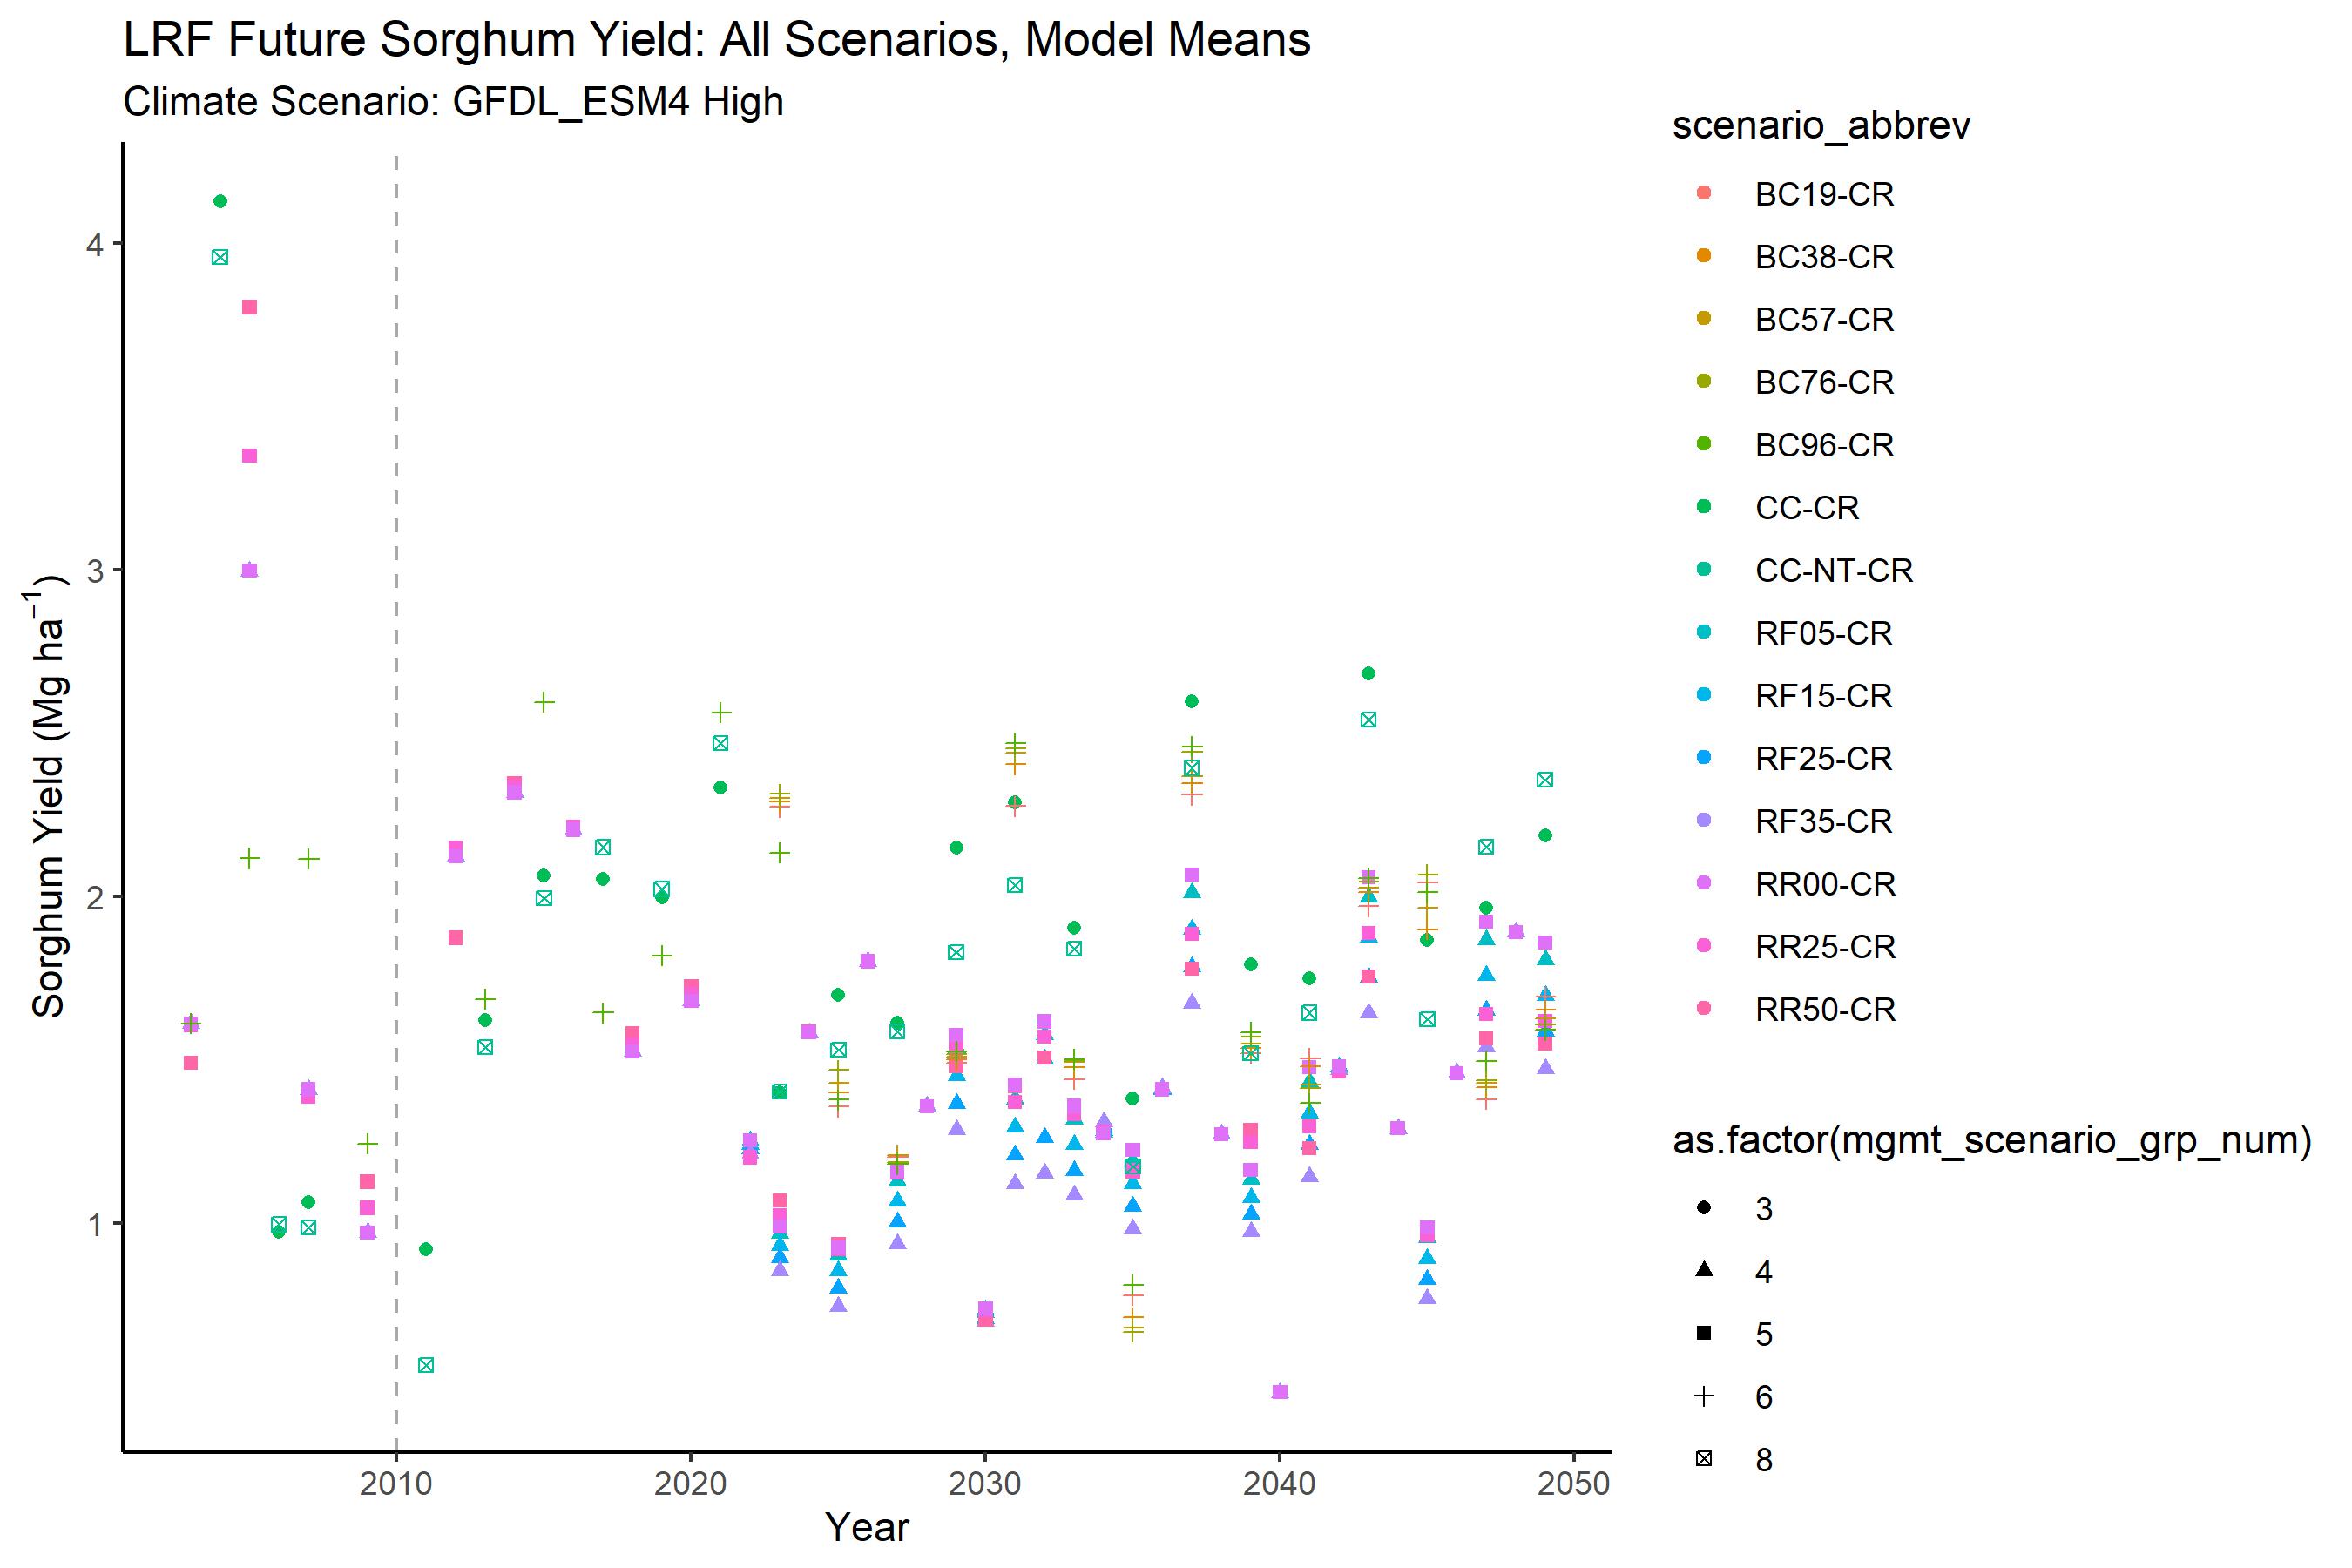 LRF Future Sorghum Yield: All Scenarios, Model Means
Climate Scenario: GFDL_ESM4 High
Sorghum Yield (Mg ha⁻¹)
4
3
2
1
2010
2020
2030
2040
2050
Year
scenario_abbrev
BC19-CR
BC38-CR
BC57-CR
BC76-CR
BC96-CR
CC-CR
CC-NT-CR
RF05-CR
RF15-CR
RF25-CR
RF35-CR
RR00-CR
RR25-CR
RR50-CR
as.factor(mgmt_scenario_grp_num)
3
4
5
6
8